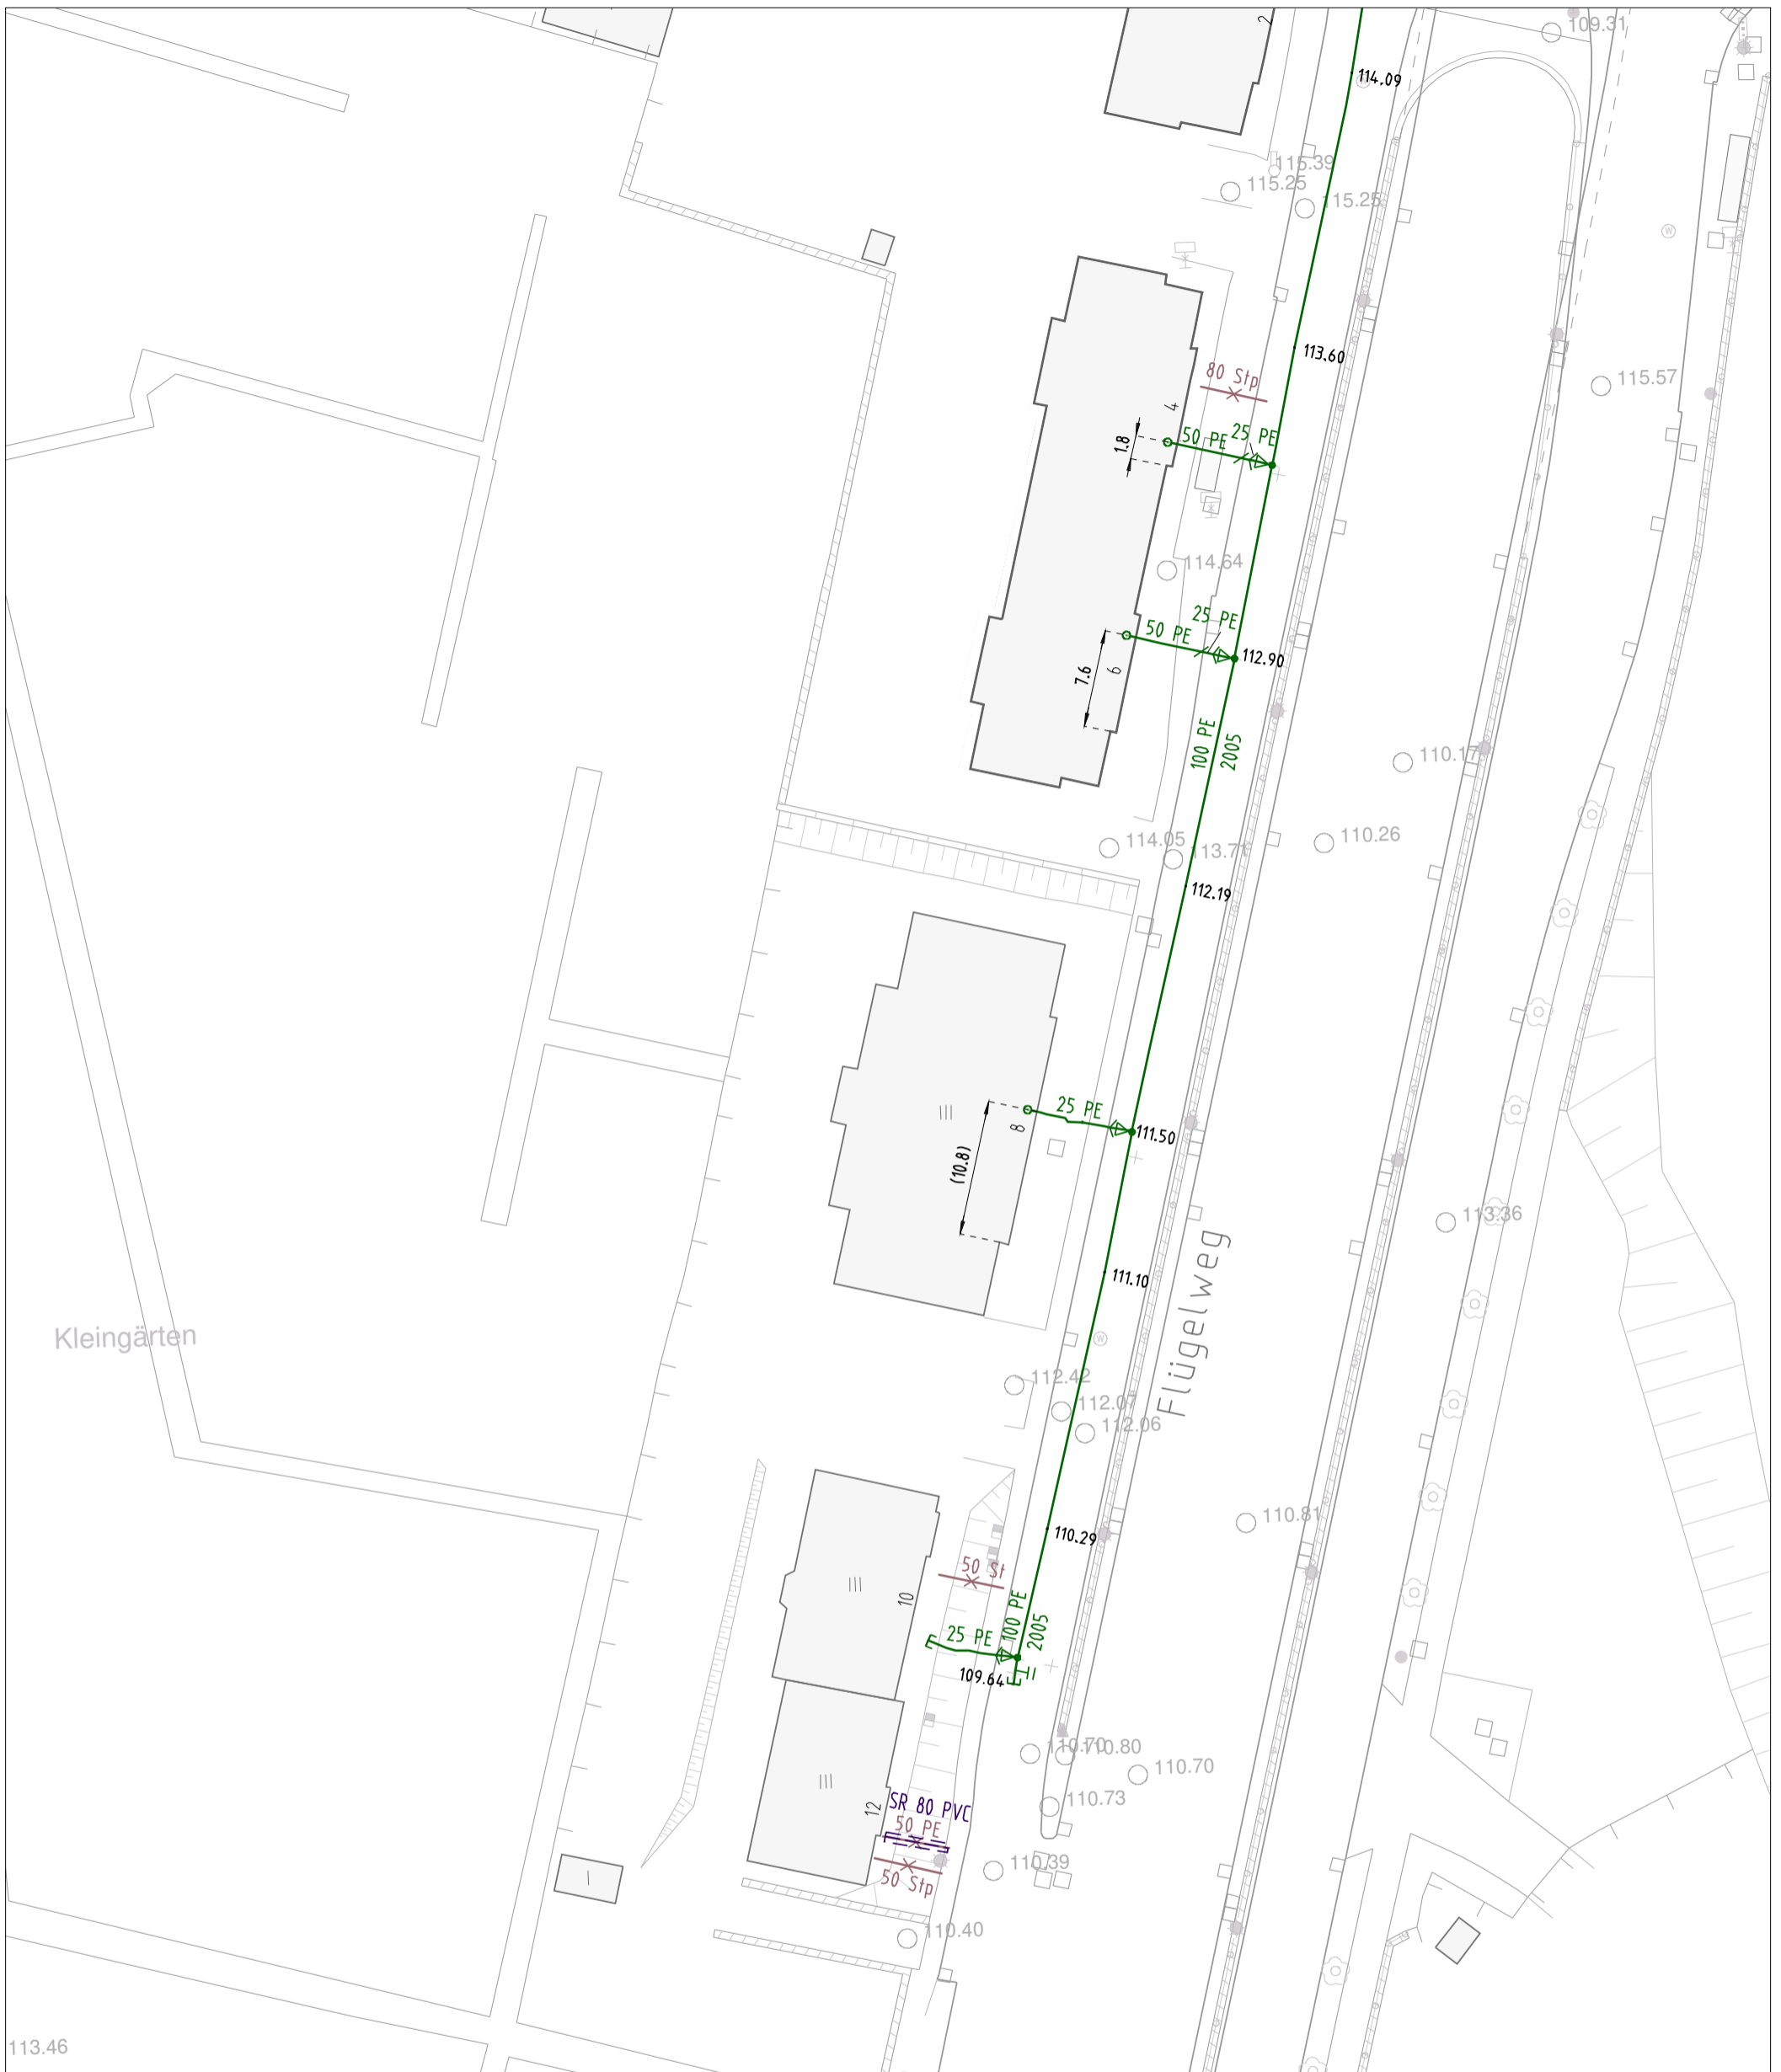 2
109.31
114.09
115.39
115.25
115.25
113.60
80 Stp
115.57
4
1.8
50 PE
25 PE
114.64
25 PE
50 PE
112.90
7.6
6
100 PE
2005
110.17
110.26
114.05
113.71
112.19
25 PE
111.50
III
8
(10.8)
113.36
111.10
Flügelweg
Kleingärten
112.42
112.07
112.06
110.81
110.29
50 St
III
10
100 PE
2005
25 PE
109.64
110.70
110.80
110.70
III
110.73
12
SR 80 PVC
50 PE
110.39
50 Stp
I
110.40
113.46
W
W